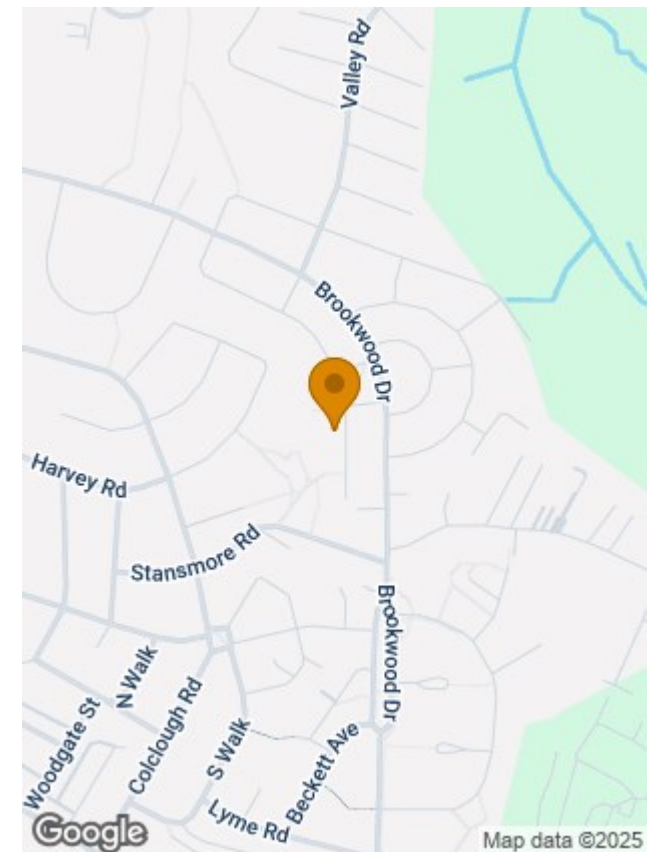 Valley Rd
Brookwood Dr
Harvey Rd
Stansmore Rd
Brookwood Dr
N Walk
Woodgate St
Colclough Rd
S Walk
Beckett Ave
Lyme Rd
Google
Map data ©2025